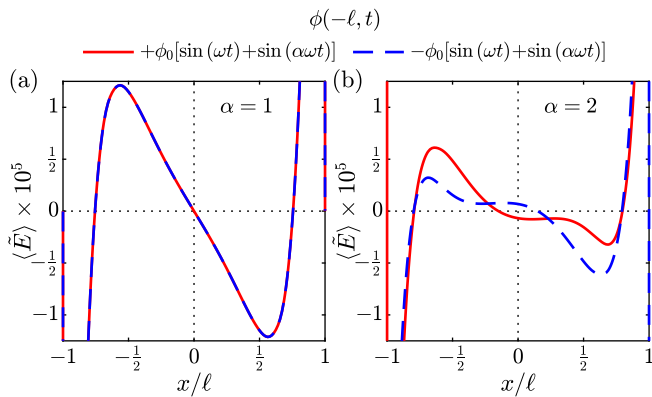 ϕ(−ℓ, t)
+ϕ₀[sin (ωt)+sin (αωt)] −ϕ₀[sin (ωt)+sin (αωt)]
(a) (b)
α = 1 α = 2
⟨Ẽ⟩ × 10⁵ ⟨Ẽ⟩ × 10⁵
1 1
1/2 1/2
0 0
−1/2 −1/2
−1 −1
−1 −1/2 0 1/2 1 −1 −1/2 0 1/2 1
x/ℓ x/ℓ